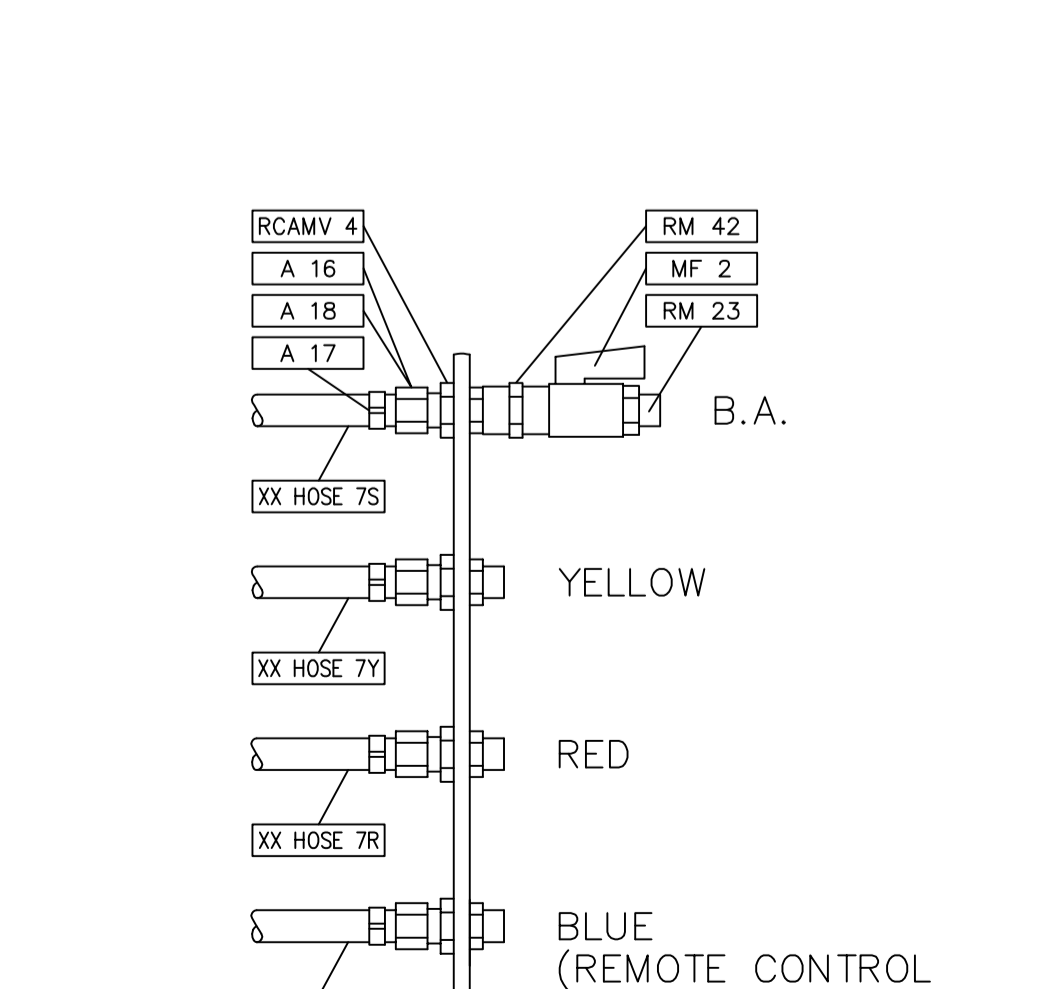 RCAMV 4
A 16
A 18
A 17
RM 42
MF 2
RM 23
B.A.
XX HOSE 7S
YELLOW
XX HOSE 7Y
RED
XX HOSE 7R
BLUE
(REMOTE CONTROL